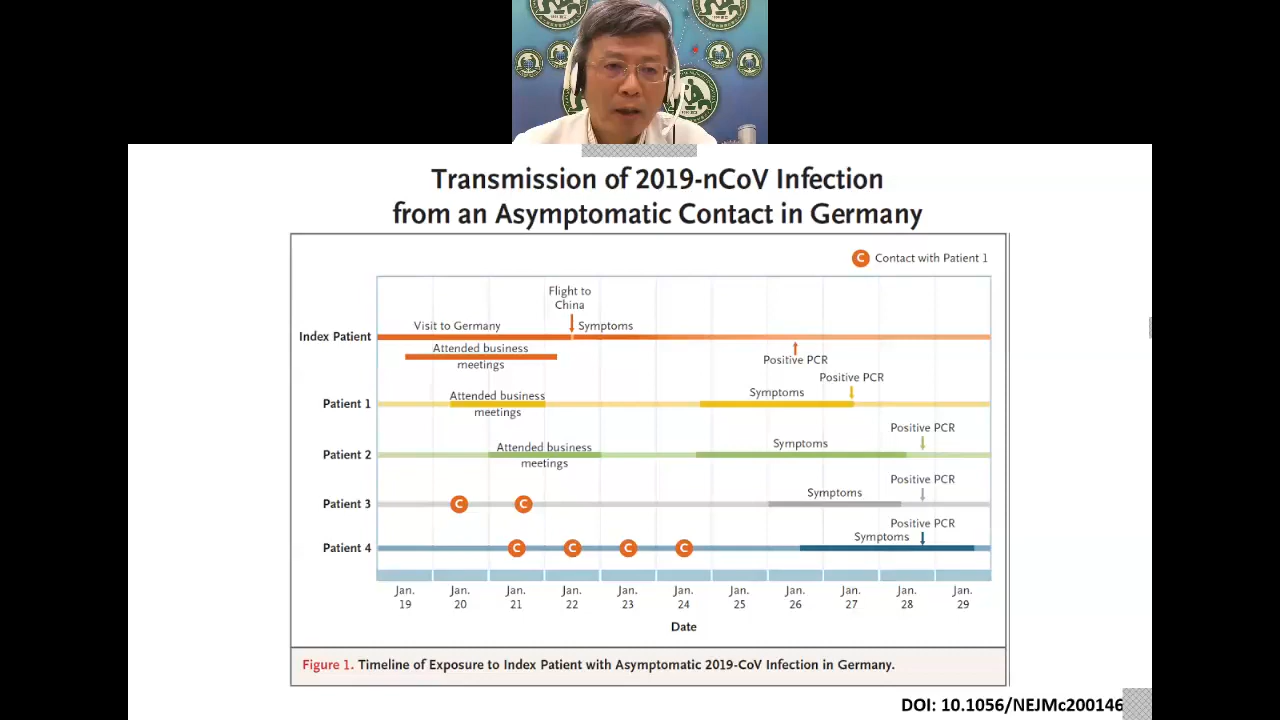 Transmission of 2019-nCoV Infection
from an Asymptomatic Contact in Germany
C Contact with Patient 1
Flight to
China
Index Patient
Visit to Germany
Symptoms
Attended business
meetings
Positive PCR
Positive PCR
Patient 1
Attended business
meetings
Symptoms
Positive PCR
Patient 2
Attended business
meetings
Symptoms
Positive PCR
Patient 3
C C
Symptoms
Positive PCR
Patient 4
C C C C
Symptoms
Jan. Jan. Jan. Jan. Jan. Jan. Jan. Jan. Jan. Jan. Jan.
19 20 21 22 23 24 25 26 27 28 29
Date
Figure 1. Timeline of Exposure to Index Patient with Asymptomatic 2019-CoV Infection in Germany.
DOI: 10.1056/NEJMc200146